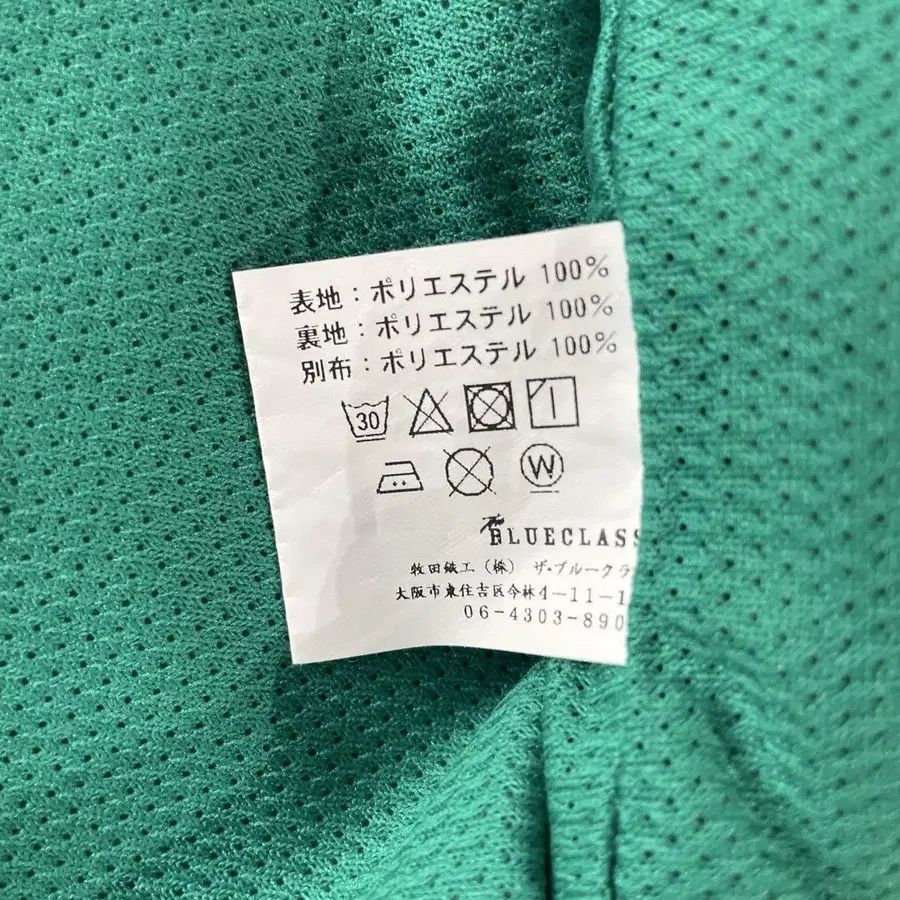 表地：ポリエステル 100%
裏地：ポリエステル 100%
別布：ポリエステル 100%
30
W
BLUECLASS
牧田鉄工（株） ザ・ブルークラ
大阪市東住吉区今林4-11-1
06-4303-890